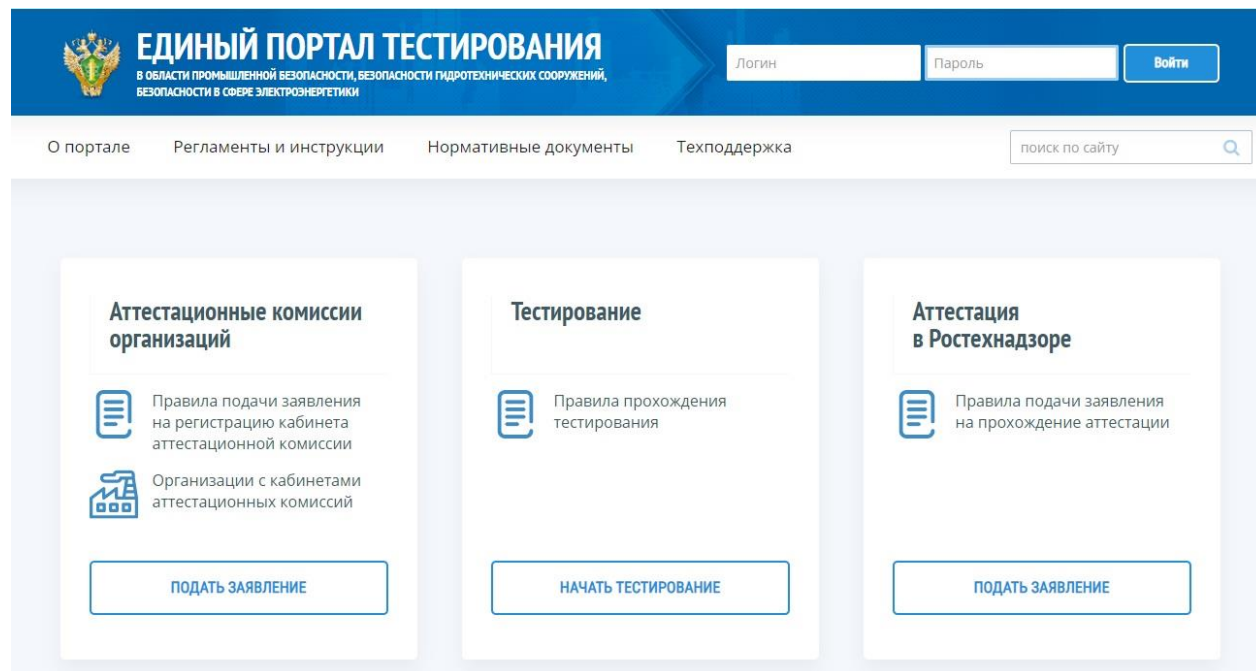 ЕДИНЫЙ ПОРТАЛ ТЕСТИРОВАНИЯ
В ОБЛАСТИ ПРОМЫШЛЕННОЙ БЕЗОПАСНОСТИ, БЕЗОПАСНОСТИ ГИДРОТЕХНИЧЕСКИХ СООРУЖЕНИЙ,
БЕЗОПАСНОСТИ В СФЕРЕ ЭЛЕКТРОЭНЕРГЕТИКИ
Логин
Пароль
Войти
О портале
Регламенты и инструкции
Нормативные документы
Техподдержка
поиск по сайту
Аттестационные комиссии
организаций
Правила подачи заявления
на регистрацию кабинета
аттестационной комиссии
Организации с кабинетами
аттестационных комиссий
ПОДАТЬ ЗАЯВЛЕНИЕ
Тестирование
Правила прохождения
тестирования
НАЧАТЬ ТЕСТИРОВАНИЕ
Аттестация
в Ростехнадзоре
Правила подачи заявления
на прохождение аттестации
ПОДАТЬ ЗАЯВЛЕНИЕ